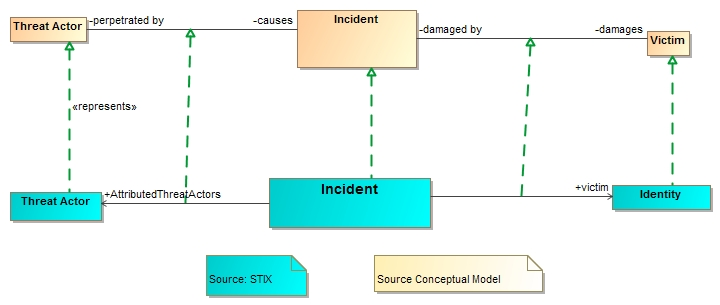 Threat Actor
-perpetrated by
-causes
Incident
-damaged by
-damages
Victim
«represents»
Threat Actor
+AttributedThreatActors
Incident
+victim
Identity
Source: STIX
Source Conceptual Model